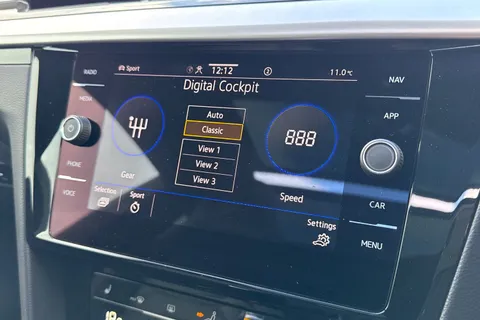 RADIO
Sport
12:12
2
11.0°C
NAV
Digital Cockpit
MEDIA
Auto
Classic
888
APP
View 1
View 2
View 3
PHONE
Gear
Speed
VOICE
Selection
Sport
CAR
Settings
MENU